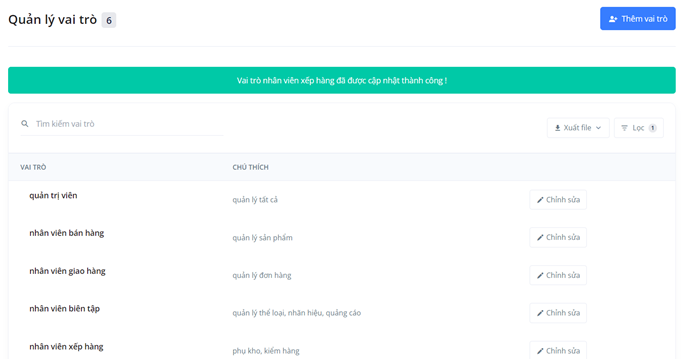 Quản lý vai trò 6
Thêm vai trò
Vai trò nhân viên xếp hàng đã được cập nhật thành công !
Tìm kiếm vai trò
Xuất file
Lọc 1
VAI TRÒ CHÚ THÍCH
quản trị viên quản lý tất cả Chỉnh sửa
nhân viên bán hàng quản lý sản phẩm Chỉnh sửa
nhân viên giao hàng quản lý đơn hàng Chỉnh sửa
nhân viên biên tập quản lý thể loại, nhãn hiệu, quảng cáo Chỉnh sửa
nhân viên xếp hàng phụ kho, kiểm hàng Chỉnh sửa